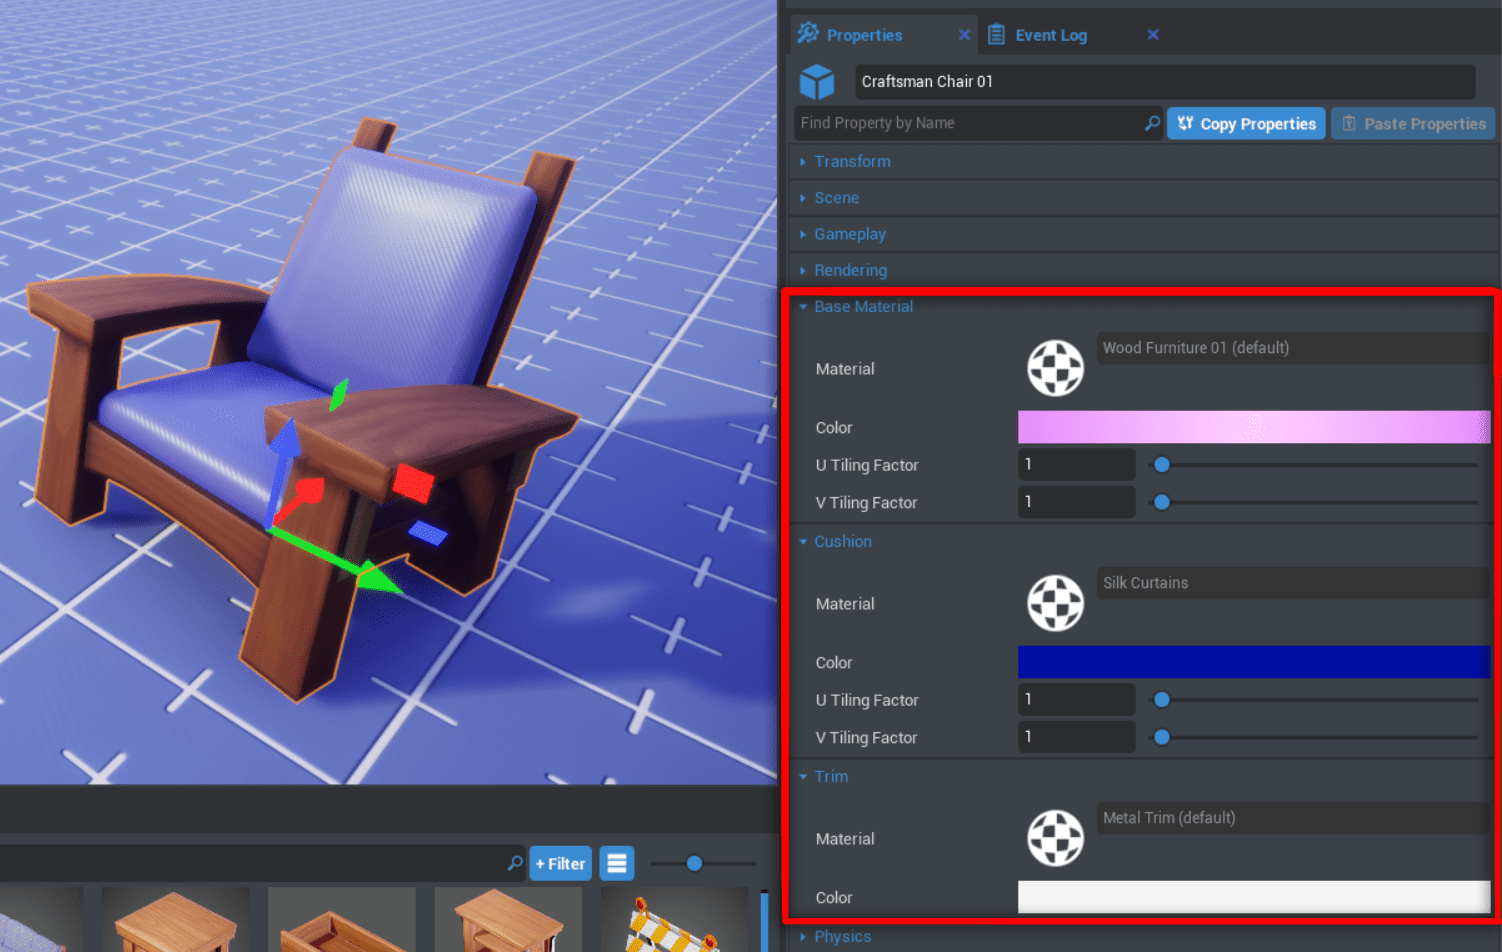 Properties
Event Log
Craftsman Chair 01
Find Property by Name
Copy Properties
Paste Properties
Transform
Scene
Gameplay
Rendering
Base Material
Material
Wood Furniture 01 (default)
Color
U Tiling Factor
1
V Tiling Factor
1
Cushion
Material
Silk Curtains
Color
U Tiling Factor
1
V Tiling Factor
1
Trim
Material
Metal Trim (default)
Color
Physics
+ Filter